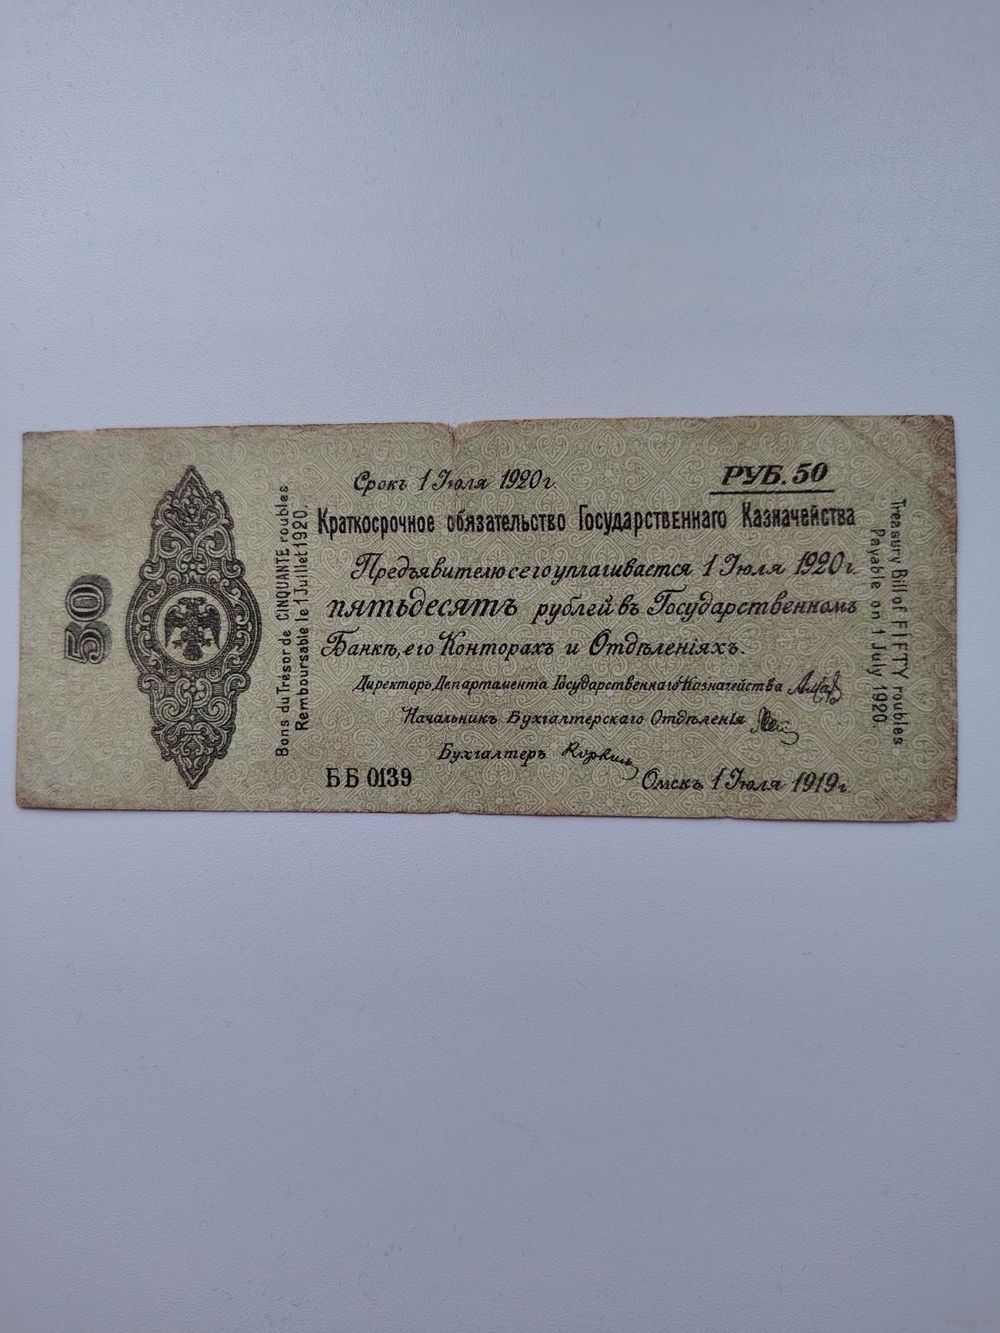 50
Bons du Trésor de CINQUANTE roubles
Remboursable le 1 Juillet 1920.
Срокъ 1 Іюля 1920 г.
РУБ. 50
Краткосрочное обязательство Государственнаго Казначейства
Предъявителю сего уплачивается 1 Іюля 1920 г.
пятьдесятъ рублей въ Государственномъ
Банкѣ, его Конторахъ и Отдѣленіяхъ.
Директоръ Департамента Государственнаго Казначейства
Начальникъ Бухгалтерскаго Отдѣленія
Бухгалтеръ
ББ 0139
Омскъ 1 Іюля 1919 г.
Treasury Bill of FIFTY roubles
Payable on 1 July 1920.